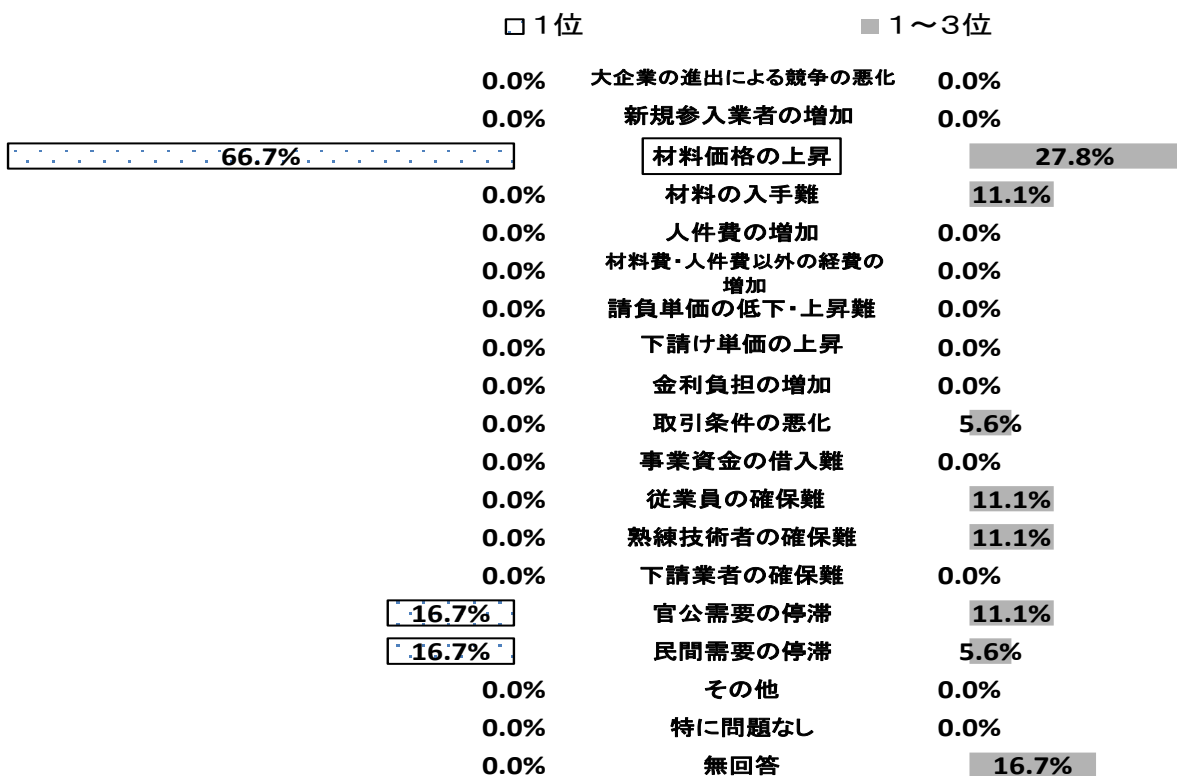 1位 1～3位
0.0% 大企業の進出による競争の悪化 0.0%
0.0% 新規参入業者の増加 0.0%
66.7% 材料価格の上昇 27.8%
0.0% 材料の入手難 11.1%
0.0% 人件費の増加 0.0%
0.0% 材料費・人件費以外の経費の 0.0%
増加
0.0% 請負単価の低下・上昇難 0.0%
0.0% 下請け単価の上昇 0.0%
0.0% 金利負担の増加 0.0%
0.0% 取引条件の悪化 5.6%
0.0% 事業資金の借入難 0.0%
0.0% 従業員の確保難 11.1%
0.0% 熟練技術者の確保難 11.1%
0.0% 下請業者の確保難 0.0%
16.7% 官公需要の停滞 11.1%
16.7% 民間需要の停滞 5.6%
0.0% その他 0.0%
0.0% 特に問題なし 0.0%
0.0% 無回答 16.7%